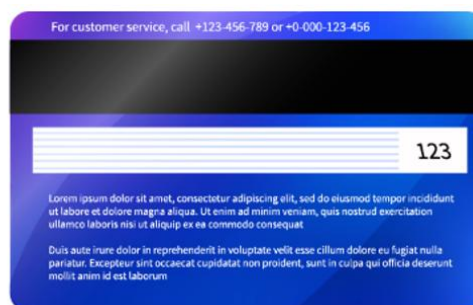 For customer service, call +123-456-789 or +0-000-123-456
123
Lorem ipsum dolor sit amet, consectetur adipiscing elit, sed do eiusmod tempor incididunt
ut labore et dolore magna aliqua. Ut enim ad minim veniam, quis nostrud exercitation
ullamco laboris nisi ut aliquip ex ea commodo consequat
Duis aute irure dolor in reprehenderit in voluptate velit esse cillum dolore eu fugiat nulla
pariatur. Excepteur sint occaecat cupidatat non proident, sunt in culpa qui officia deserunt
mollit anim id est laborum